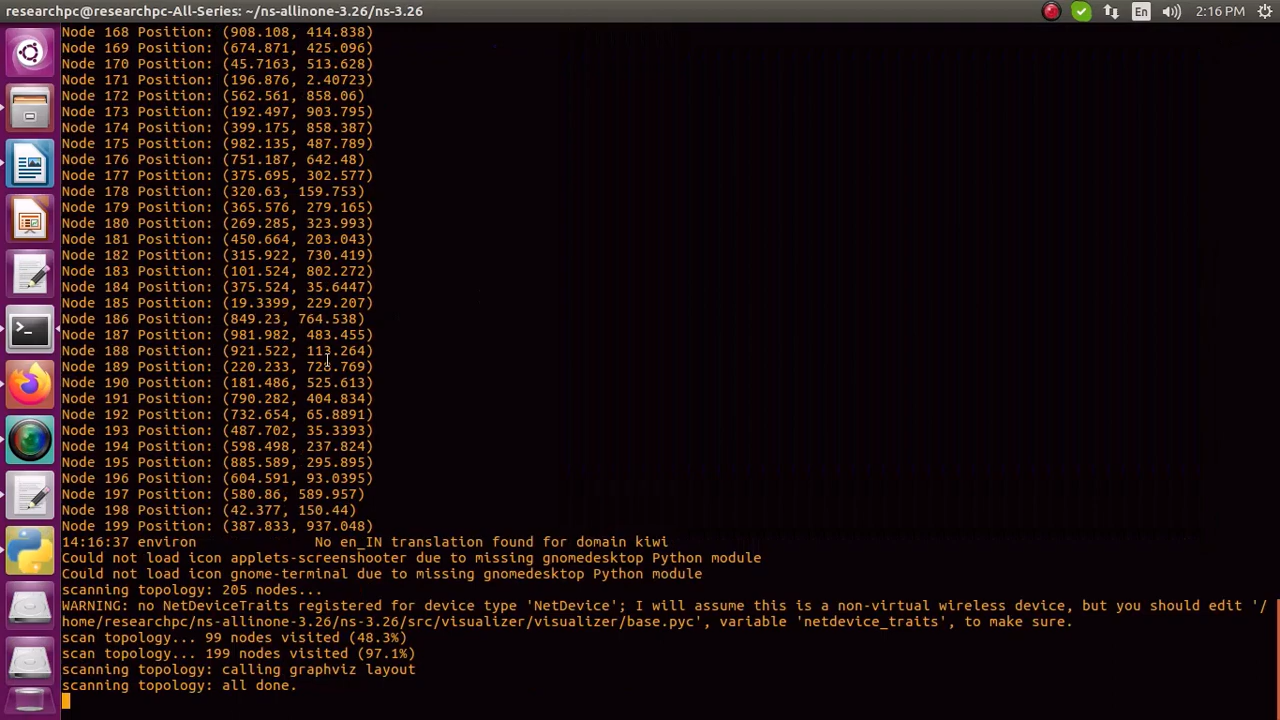 researchpc@researchpc-All-Series: ~/ns-allinone-3.26/ns-3.26
En
2:16 PM
Node 168 Position: (908.108, 414.838)
Node 169 Position: (674.871, 425.096)
Node 170 Position: (45.7163, 513.628)
Node 171 Position: (196.876, 2.40723)
Node 172 Position: (562.561, 858.06)
Node 173 Position: (192.497, 903.795)
Node 174 Position: (399.175, 858.387)
Node 175 Position: (982.135, 487.789)
Node 176 Position: (751.187, 642.48)
Node 177 Position: (375.695, 302.577)
Node 178 Position: (320.63, 159.753)
Node 179 Position: (365.576, 279.165)
Node 180 Position: (269.285, 323.993)
Node 181 Position: (450.664, 203.043)
Node 182 Position: (315.922, 730.419)
Node 183 Position: (101.524, 802.272)
Node 184 Position: (375.524, 35.6447)
Node 185 Position: (19.3399, 229.207)
Node 186 Position: (849.23, 764.538)
Node 187 Position: (981.982, 483.455)
Node 188 Position: (921.522, 113.264)
Node 189 Position: (220.233, 728.769)
Node 190 Position: (181.486, 525.613)
Node 191 Position: (790.282, 404.834)
Node 192 Position: (732.654, 65.8891)
Node 193 Position: (487.702, 35.3393)
Node 194 Position: (598.498, 237.824)
Node 195 Position: (885.589, 295.895)
Node 196 Position: (604.591, 93.0395)
Node 197 Position: (580.86, 589.957)
Node 198 Position: (42.377, 150.44)
Node 199 Position: (387.833, 937.048)
14:16:37 environ No en_IN translation found for domain kiwi
Could not load icon applets-screenshooter due to missing gnomedesktop Python module
Could not load icon gnome-terminal due to missing gnomedesktop Python module
scanning topology: 205 nodes...
WARNING: no NetDeviceTraits registered for device type 'NetDevice'; I will assume this is a non-virtual wireless device, but you should edit '/
home/researchpc/ns-allinone-3.26/ns-3.26/src/visualizer/visualizer/base.pyc', variable 'netdevice_traits', to make sure.
scan topology... 99 nodes visited (48.3%)
scan topology... 199 nodes visited (97.1%)
scanning topology: calling graphviz layout
scanning topology: all done.